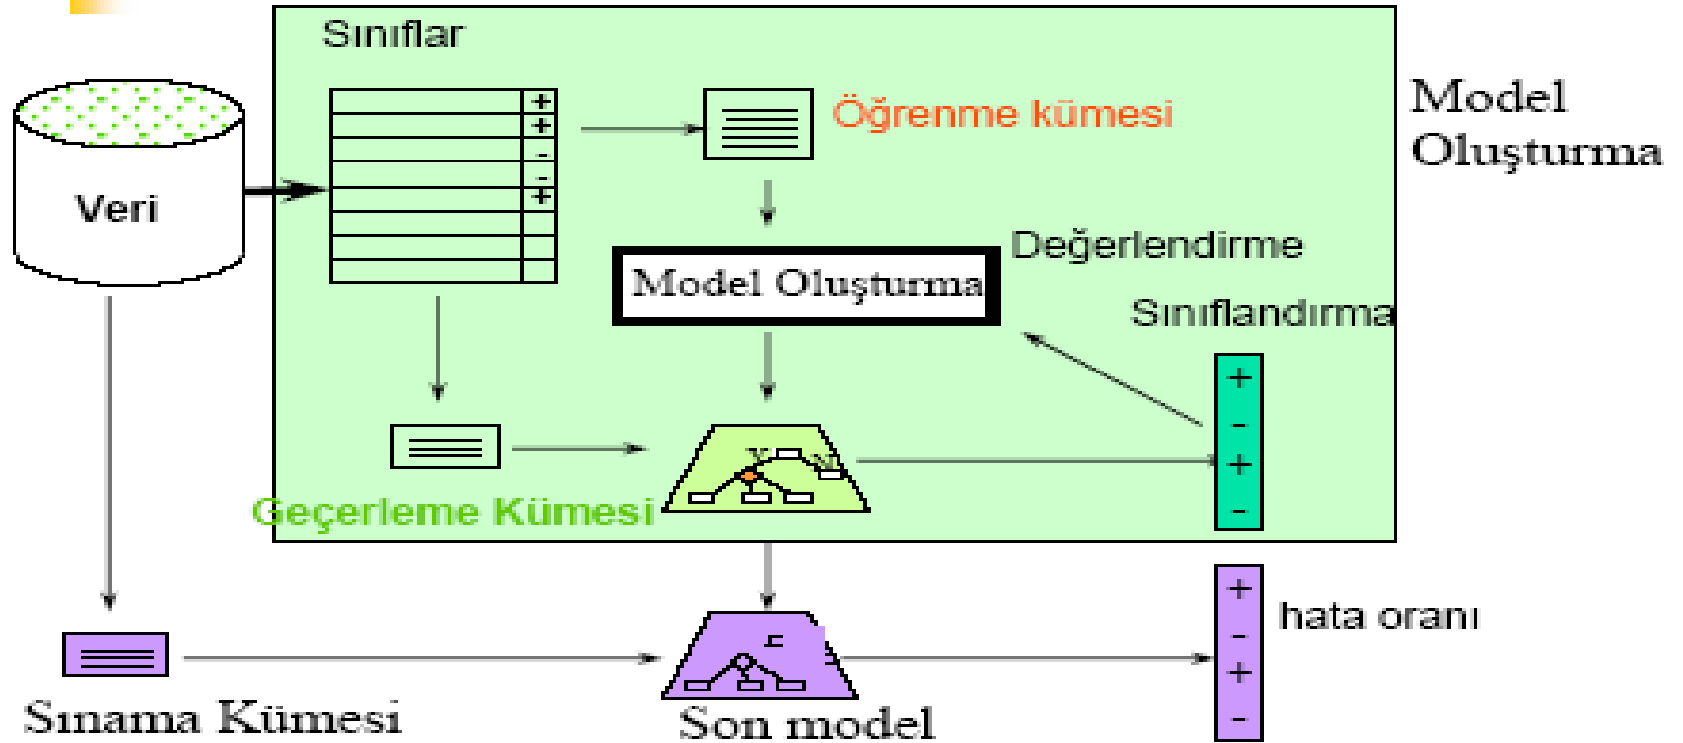 Sınıflar
Model
Oluşturma
Öğrenme kümesi
+
+
-
-
+
Veri
Değerlendirme
Model Oluşturma
Sınıflandırma
+
-
+
-
Y
N
Geçerleme Kümesi
+
-
+
-
hata oranı
Sınama Kümesi
Son model